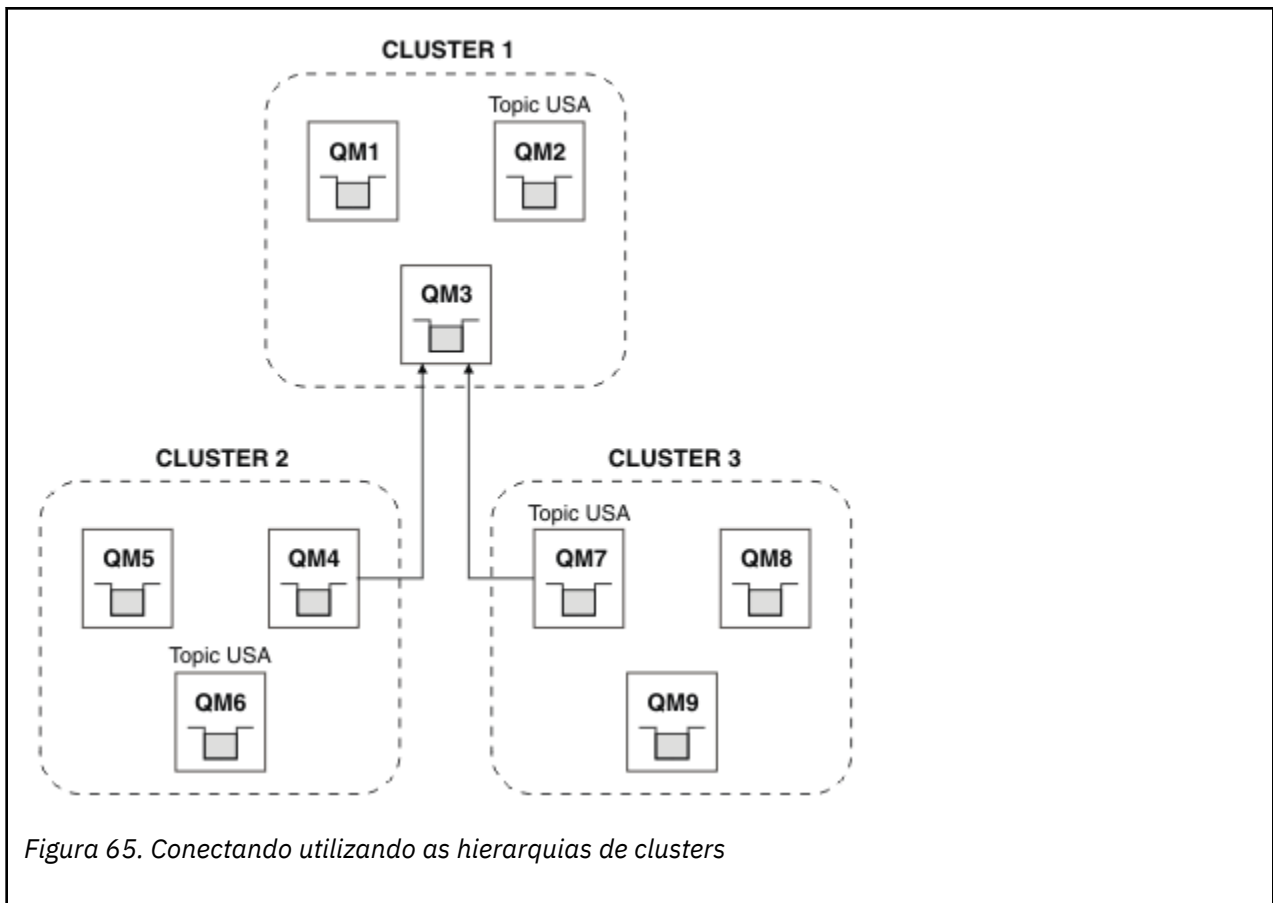 CLUSTER 1
Topic USA
QM1
QM2
QM3
CLUSTER 2
CLUSTER 3
Topic USA
QM5
QM4
QM7
QM8
Topic USA
QM6
QM9
Figura 65. Conectando utilizando as hierarquias de clusters